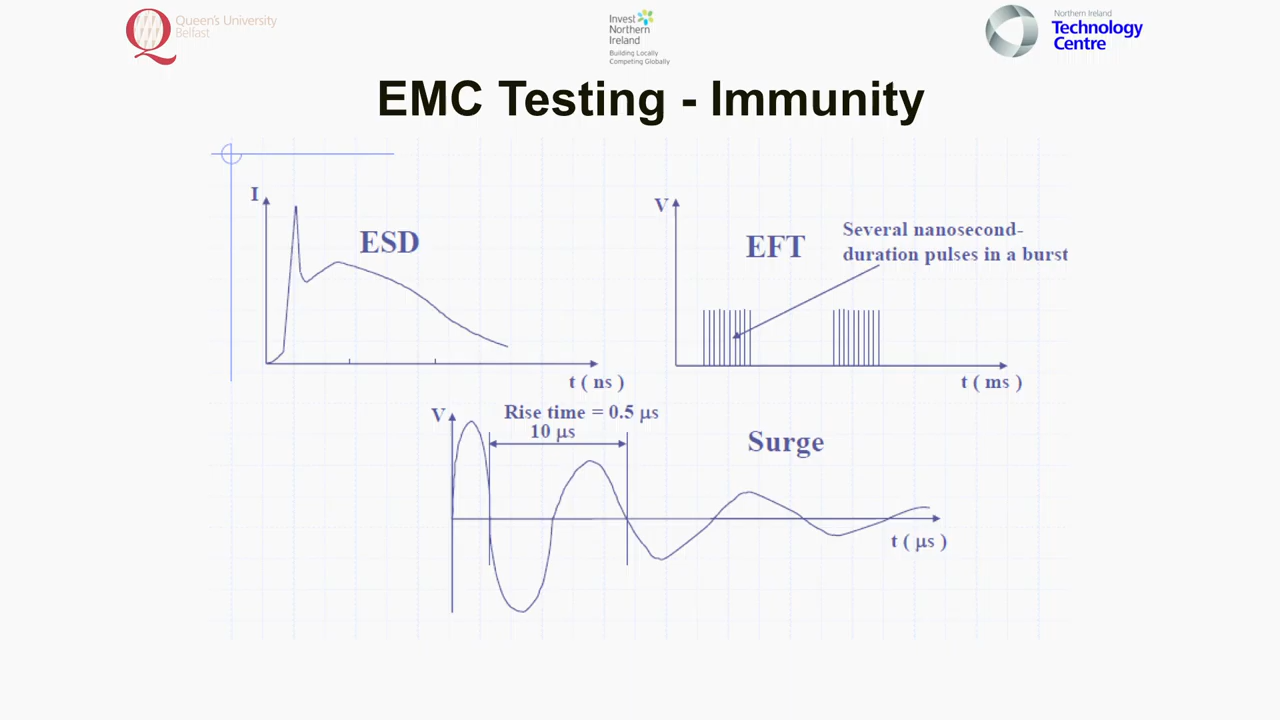 Queen's University
Belfast
Invest
Northern
Ireland
Building Locally
Competing Globally
Northern Ireland
Technology
Centre
EMC Testing - Immunity
I
ESD
t ( ns )
V
EFT
Several nanosecond-
duration pulses in a burst
t ( ms )
V
Rise time = 0.5 μs
10 μs
Surge
t ( μs )